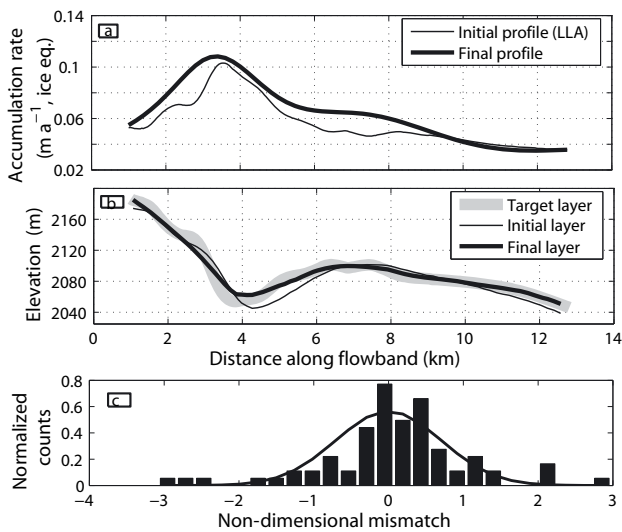 a
0.14
0.1
0.06
0.02
Accumulation rate
(m a⁻¹, ice eq.)
Initial profile (LLA)
Final profile
b
2160
2120
2080
2040
Elevation (m)
Target layer
Initial layer
Final layer
0 2 4 6 8 10 12 14
Distance along flowband (km)
c
0.8
0.6
0.4
0.2
0
Normalized
counts
−4 −3 −2 −1 0 1 2 3
Non-dimensional mismatch